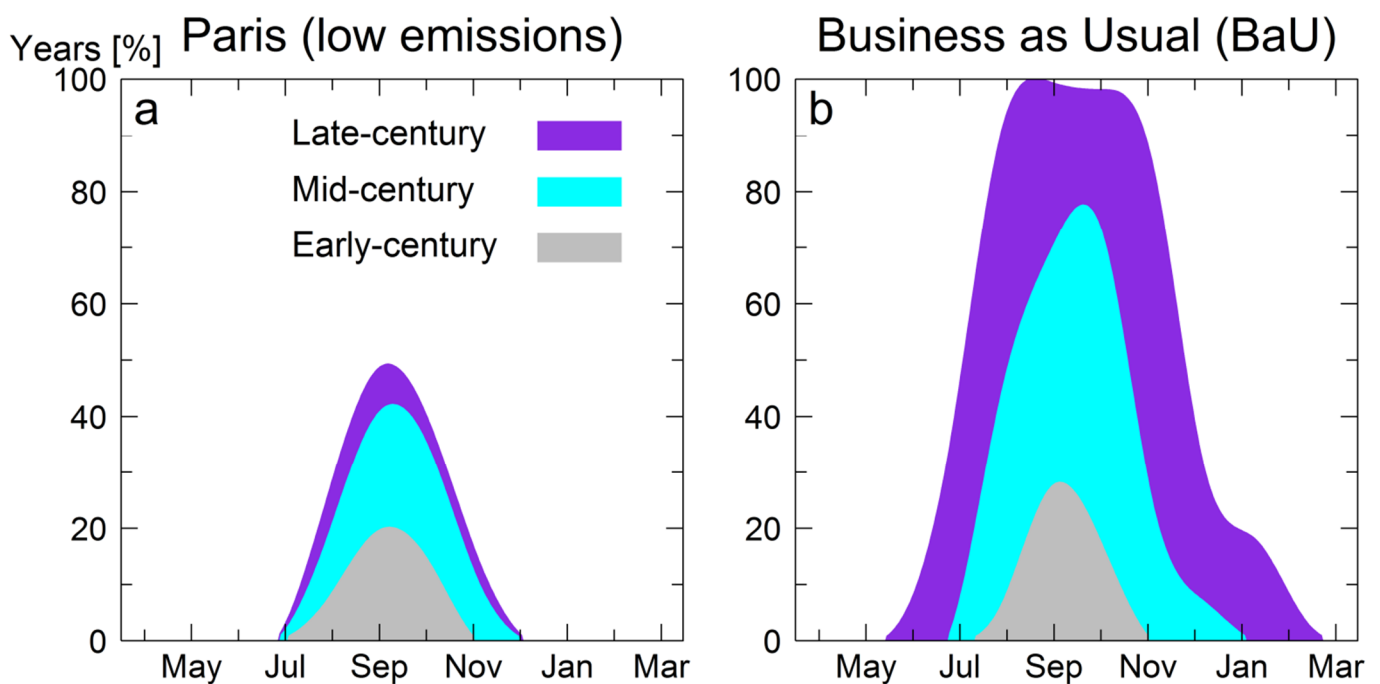 Years [%] Paris (low emissions)
Business as Usual (BaU)
100
a
Late-century
80
Mid-century
Early-century
60
40
20
0
May Jul Sep Nov Jan Mar
100
b
80
60
40
20
0
May Jul Sep Nov Jan Mar